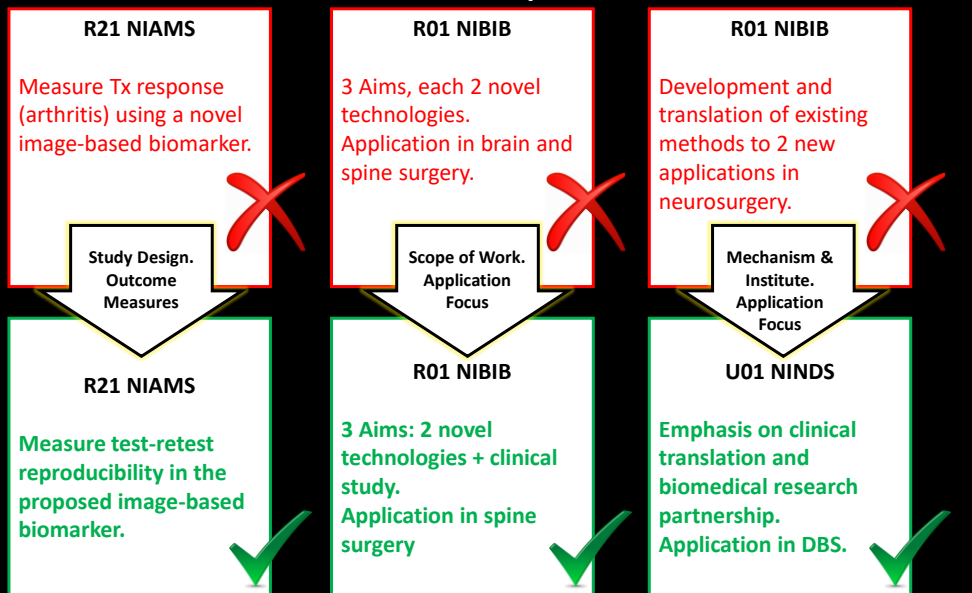 R21 NIAMS
Measure Tx response
(arthritis) using a novel
image-based biomarker.
Study Design.
Outcome
Measures
R21 NIAMS
Measure test-retest
reproducibility in the
proposed image-based
biomarker.
R01 NIBIB
3 Aims, each 2 novel
technologies.
Application in brain and
spine surgery.
Scope of Work.
Application
Focus
R01 NIBIB
3 Aims: 2 novel
technologies + clinical
study.
Application in spine
surgery
R01 NIBIB
Development and
translation of existing
methods to 2 new
applications in
neurosurgery.
Mechanism &
Institute.
Application
Focus
U01 NINDS
Emphasis on clinical
translation and
biomedical research
partnership.
Application in DBS.